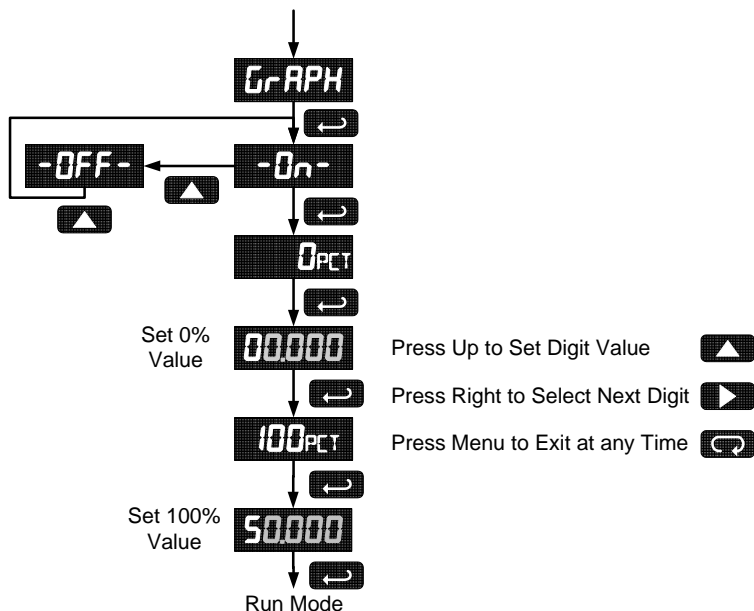 GrAPH
-OFF-
-On-
0PCT
Set 0%
Value
00.000
Press Up to Set Digit Value
Press Right to Select Next Digit
100PCT
Press Menu to Exit at any Time
Set 100%
Value
50.000
Run Mode